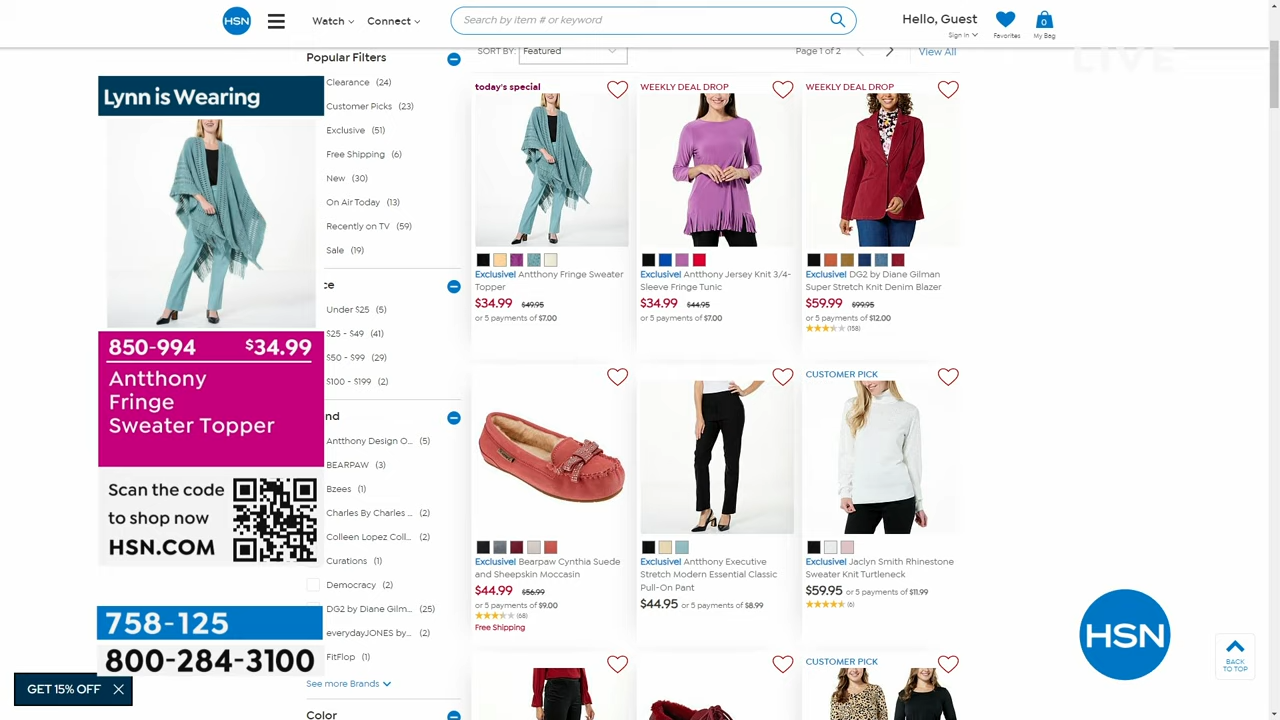 HSN
Watch
Connect
Search by item # or keyword
Hello, Guest
Sign In
Favorites
0
My Bag
LIVE
SORT BY:
Featured
Page 1 of 2
View All
Popular Filters
Clearance (24)
Customer Picks (23)
Exclusive (51)
Free Shipping (6)
New (30)
On Air Today (13)
Recently on TV (59)
Sale (19)
ce
Under $25 (5)
$25 - $49 (41)
$50 - $99 (29)
$100 - $199 (2)
nd
Antthony Design O... (5)
BEARPAW (3)
Bzees (1)
Charles By Charles ... (2)
Colleen Lopez Coll... (2)
Curations (1)
Democracy (2)
DG2 by Diane Gilm... (25)
everydayJONES by... (2)
FitFlop (1)
See more Brands
Color
Lynn is Wearing
850-994 $34.99
Antthony
Fringe
Sweater Topper
Scan the code
to shop now
HSN.COM
758-125
800-284-3100
GET 15% OFF
today's special
Exclusive! Antthony Fringe Sweater
Topper
$34.99 $49.95
or 5 payments of $7.00
WEEKLY DEAL DROP
Exclusive! Antthony Jersey Knit 3/4-
Sleeve Fringe Tunic
$34.99 $44.95
or 5 payments of $7.00
WEEKLY DEAL DROP
Exclusive! DG2 by Diane Gilman
Super Stretch Knit Denim Blazer
$59.99 $99.95
or 5 payments of $12.00
(158)
Exclusive! Bearpaw Cynthia Suede
and Sheepskin Moccasin
$44.99 $56.99
or 5 payments of $9.00
(68)
Free Shipping
Exclusive! Antthony Executive
Stretch Modern Essential Classic
Pull-On Pant
$44.95 or 5 payments of $8.99
CUSTOMER PICK
Exclusive! Jaclyn Smith Rhinestone
Sweater Knit Turtleneck
$59.95 or 5 payments of $11.99
(6)
CUSTOMER PICK
HSN
BACK
TO TOP